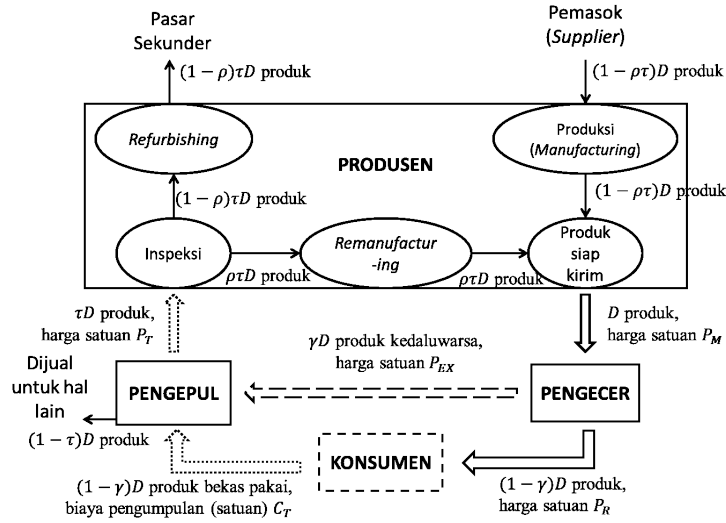 Pasar
Sekunder
Pemasok
(Supplier)
(1 − ρ)τD produk
(1 − ρτ)D produk
Refurbishing
Produksi
(Manufacturing)
PRODUSEN
(1 − ρ)τD produk
(1 − ρτ)D produk
Inspeksi
Remanufactur
-ing
Produk
siap
kirim
ρτD produk
ρτD produk
τD produk,
harga satuan P_T
D produk,
harga satuan P_M
γD produk kedaluwarsa,
harga satuan P_EX
Dijual
untuk hal
lain
PENGEPUL
PENGECER
(1 − τ)D produk
KONSUMEN
(1 − γ)D produk bekas pakai,
biaya pengumpulan (satuan) C_T
(1 − γ)D produk,
harga satuan P_R